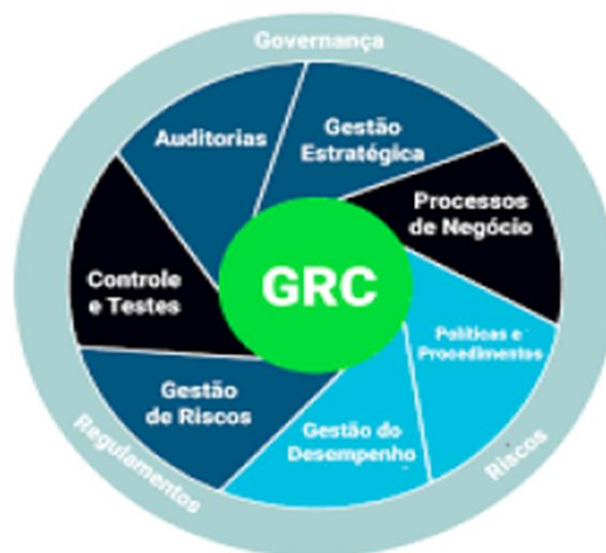 Governança
Auditorias
Gestão
Estratégica
Processos
de Negócio
Controle
e Testes
GRC
Políticas e
Procedimentos
Gestão
de Riscos
Gestão do
Desempenho
Regulamentos
Riscos